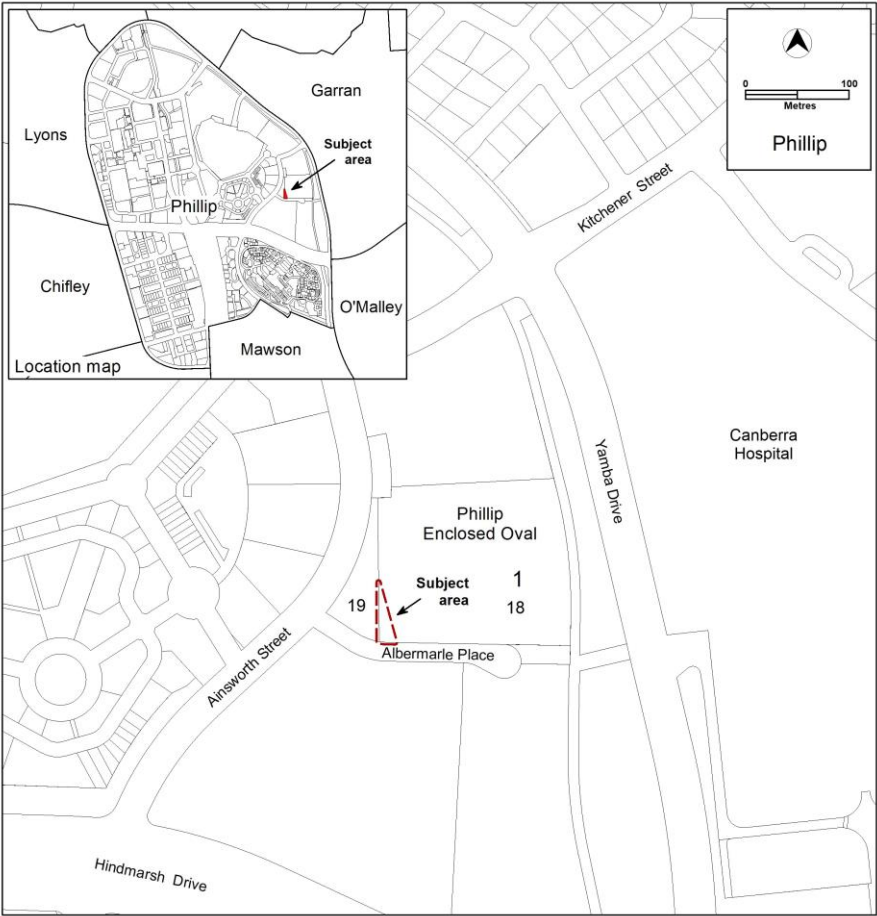 Garran
Lyons
Subject
area
Phillip
Chifley
O'Malley
Mawson
Location map
0 100
Metres
Phillip
Kitchener Street
Canberra
Hospital
Yamba Drive
Phillip
Enclosed Oval
1
Subject
area
19
18
Albermarle Place
Ainsworth Street
Hindmarsh Drive